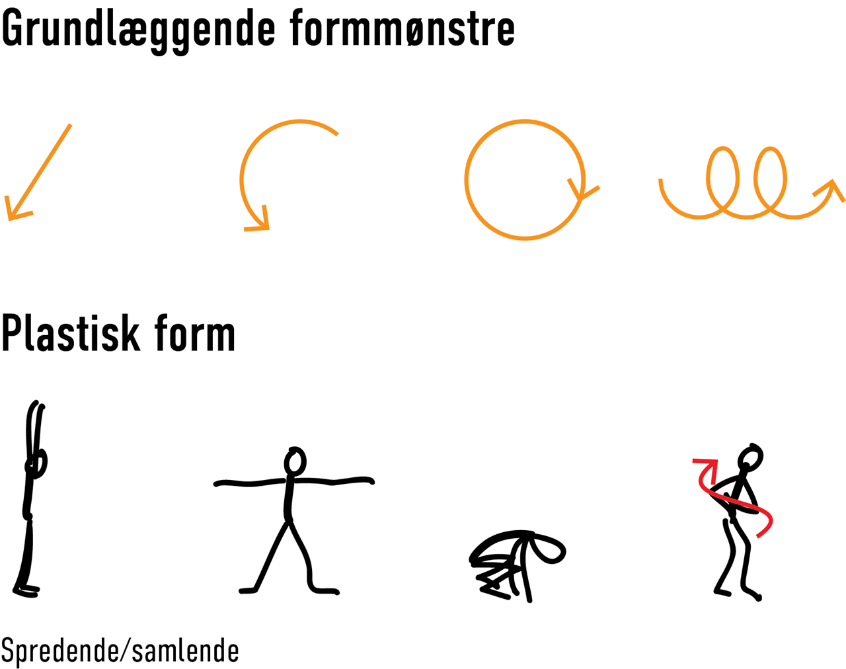 Grundlæggende formmønstre
Plastisk form
Spredende/samlende